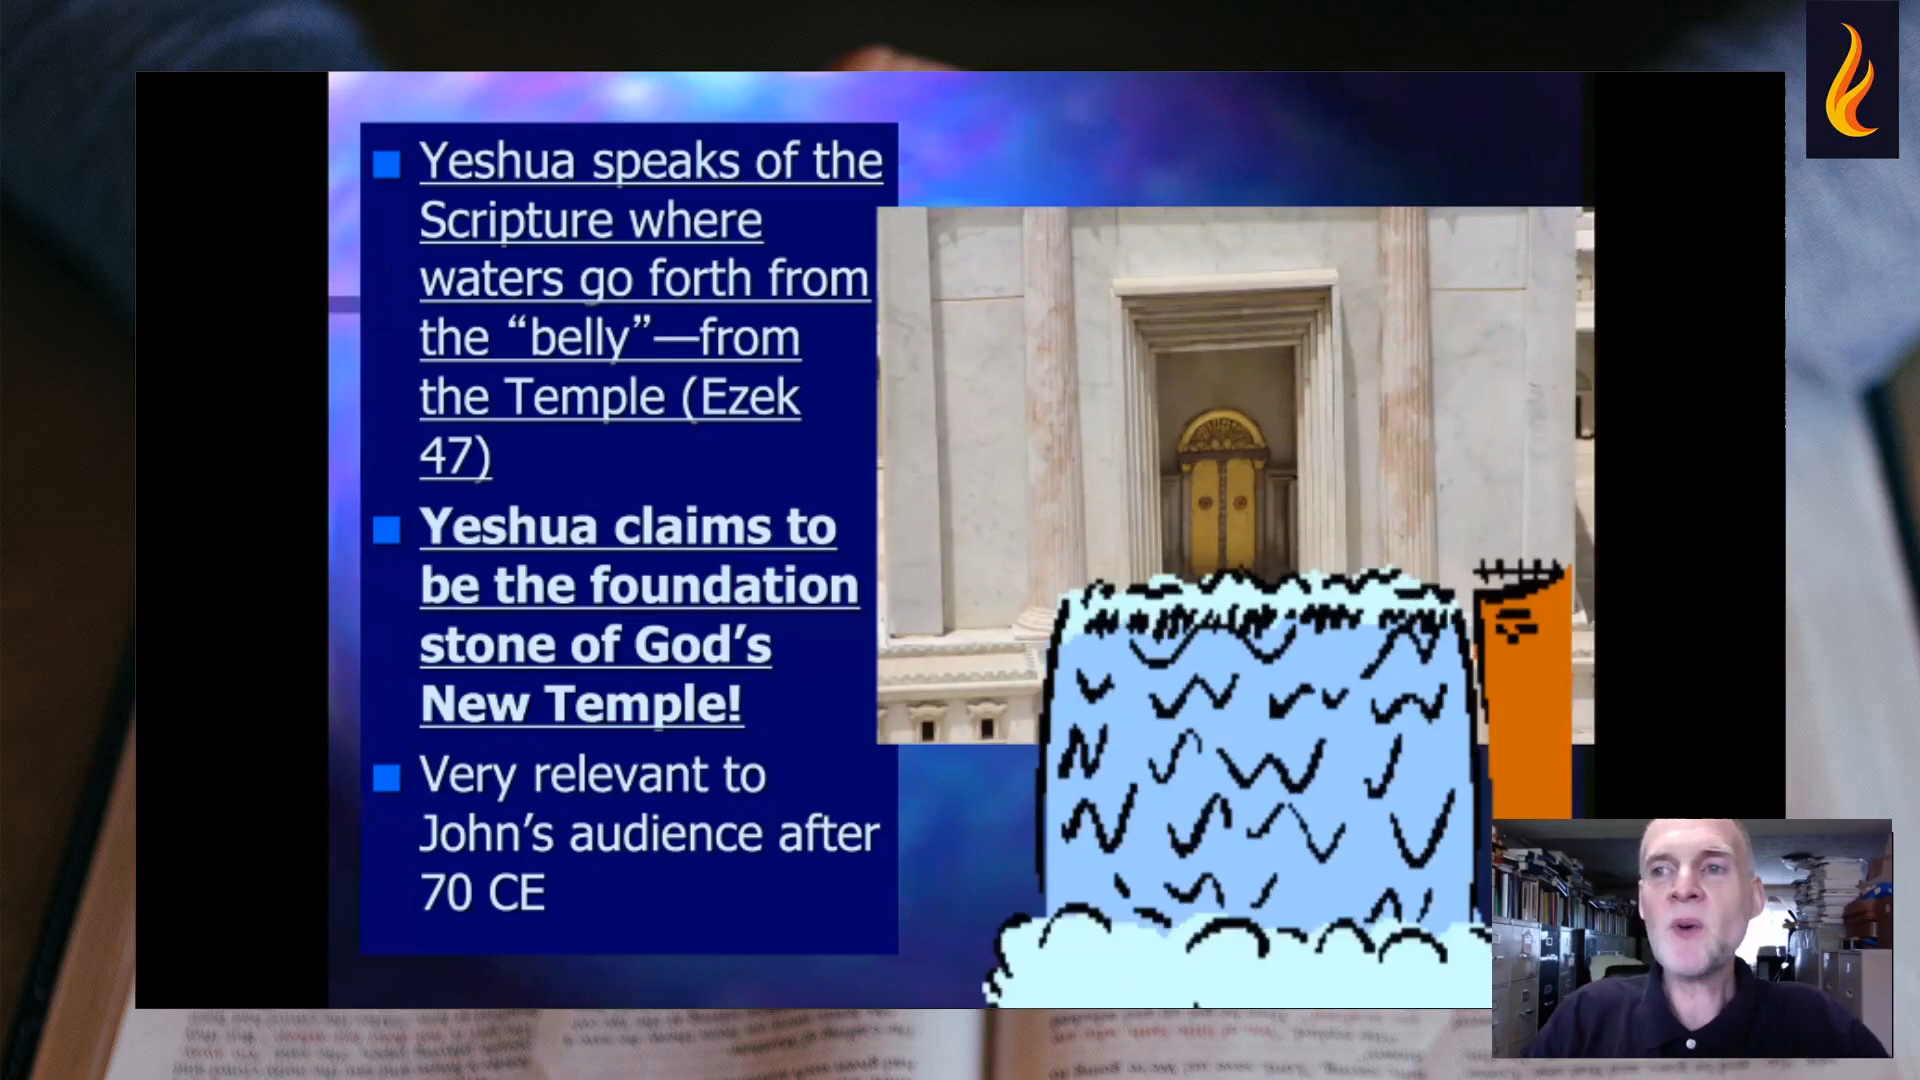 Yeshua speaks of the
Scripture where
waters go forth from
the “belly”—from
the Temple (Ezek
47)
Yeshua claims to
be the foundation
stone of God’s
New Temple!
Very relevant to
John’s audience after
70 CE